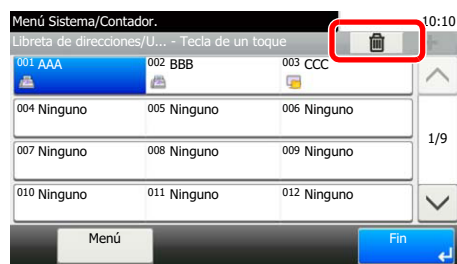 Menú Sistema/Contador.
10:10
Libreta de direcciones/U... - Tecla de un toque
001 AAA
002 BBB
003 CCC
004 Ninguno
005 Ninguno
006 Ninguno
1/9
007 Ninguno
008 Ninguno
009 Ninguno
010 Ninguno
011 Ninguno
012 Ninguno
Menú
Fin